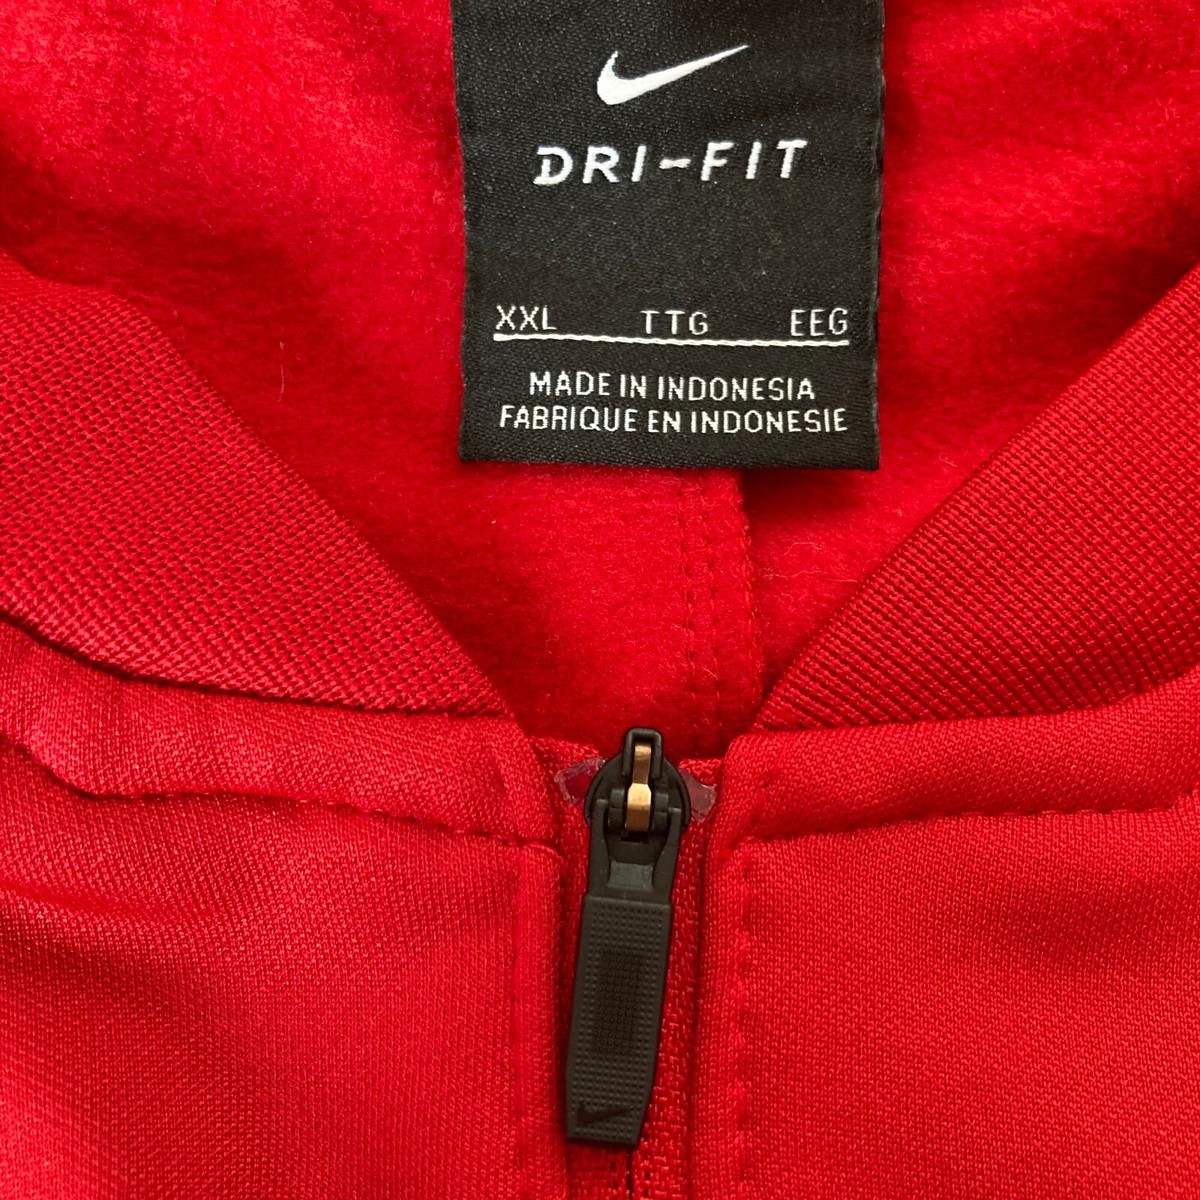 DRI-FIT
XXL TTG EEG
MADE IN INDONESIA
FABRIQUE EN INDONESIE